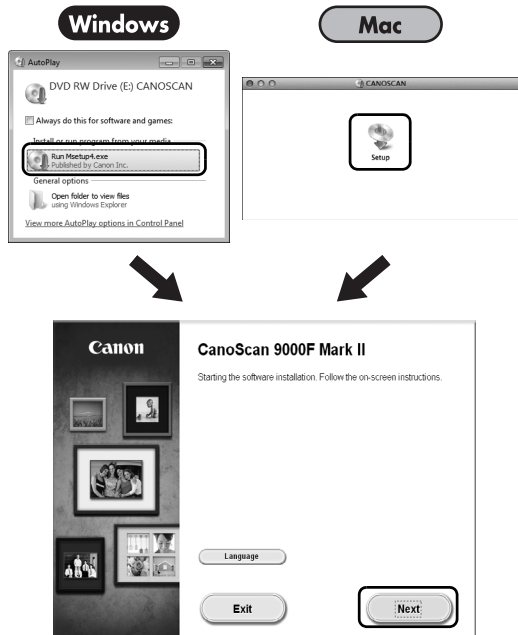 Windows
Mac
AutoPlay
DVD RW Drive (E:) CANOSCAN
Always do this for software and games:
Install or run program from your media
Run Msetup4.exe
Published by Canon Inc.
General options
Open folder to view files
using Windows Explorer
View more AutoPlay options in Control Panel
CANOSCAN
Setup
Canon
CanoScan 9000F Mark II
Starting the software installation. Follow the on-screen instructions.
Language
Exit
Next